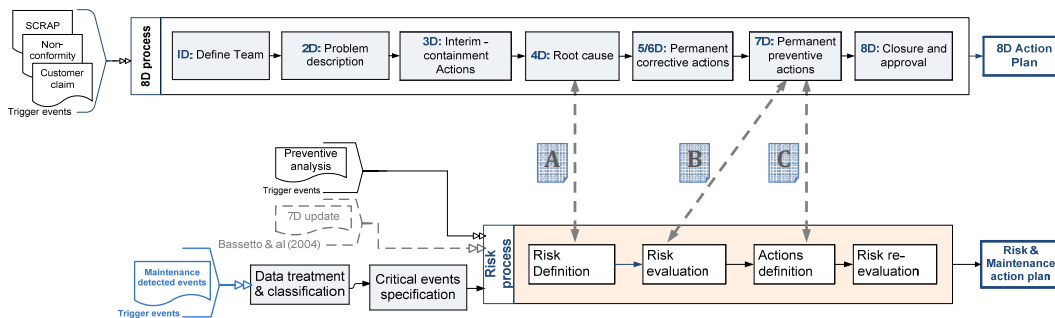 SCRAP
Non-
conformity
Customer
claim
Trigger events
8D process
ID: Define Team
2D: Problem
description
3D: Interim -
containment
Actions
4D: Root cause
5/6D: Permanent
corrective actions
7D: Permanent
preventive
actions
8D: Closure and
approval
8D Action
Plan
A
B
C
Preventive
analysis
Trigger events
7D update
Bassetto & al (2004)
Maintenance
detected events
Trigger events
Data treatment
& classification
Critical events
specification
Risk
process
Risk
Definition
Risk
evaluation
Actions
definition
Risk re-
evaluation
Risk &
Maintenance
action plan